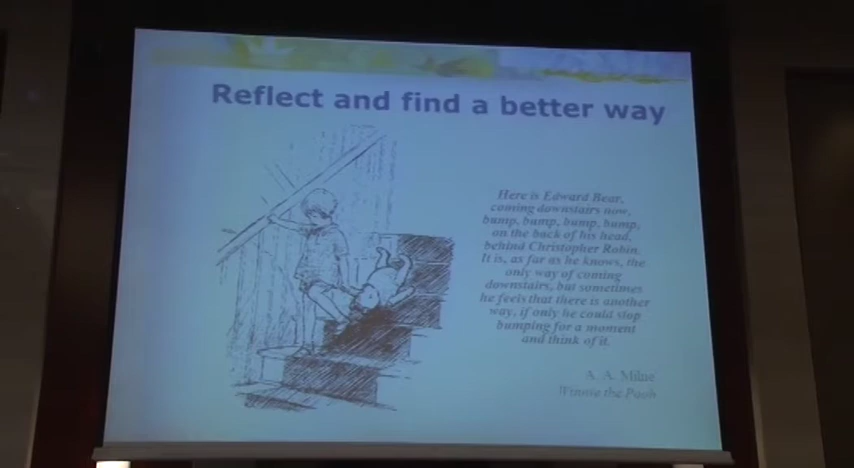 Reflect and find a better way
Here is Edward Bear,
coming downstairs now,
bump, bump, bump, bump,
on the back of his head,
behind Christopher Robin.
It is, as far as he knows, the
only way of coming
downstairs, but sometimes
he feels that there is another
way, if only he could stop
bumping for a moment
and think of it.
A. A. Milne
Winnie the Pooh